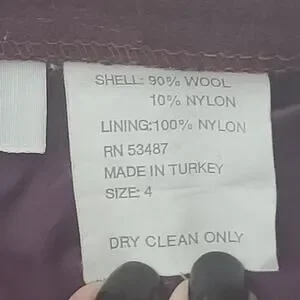 SHELL: 90% WOOL
10% NYLON
LINING:100% NYLON
RN 53487
MADE IN TURKEY
SIZE: 4
DRY CLEAN ONLY